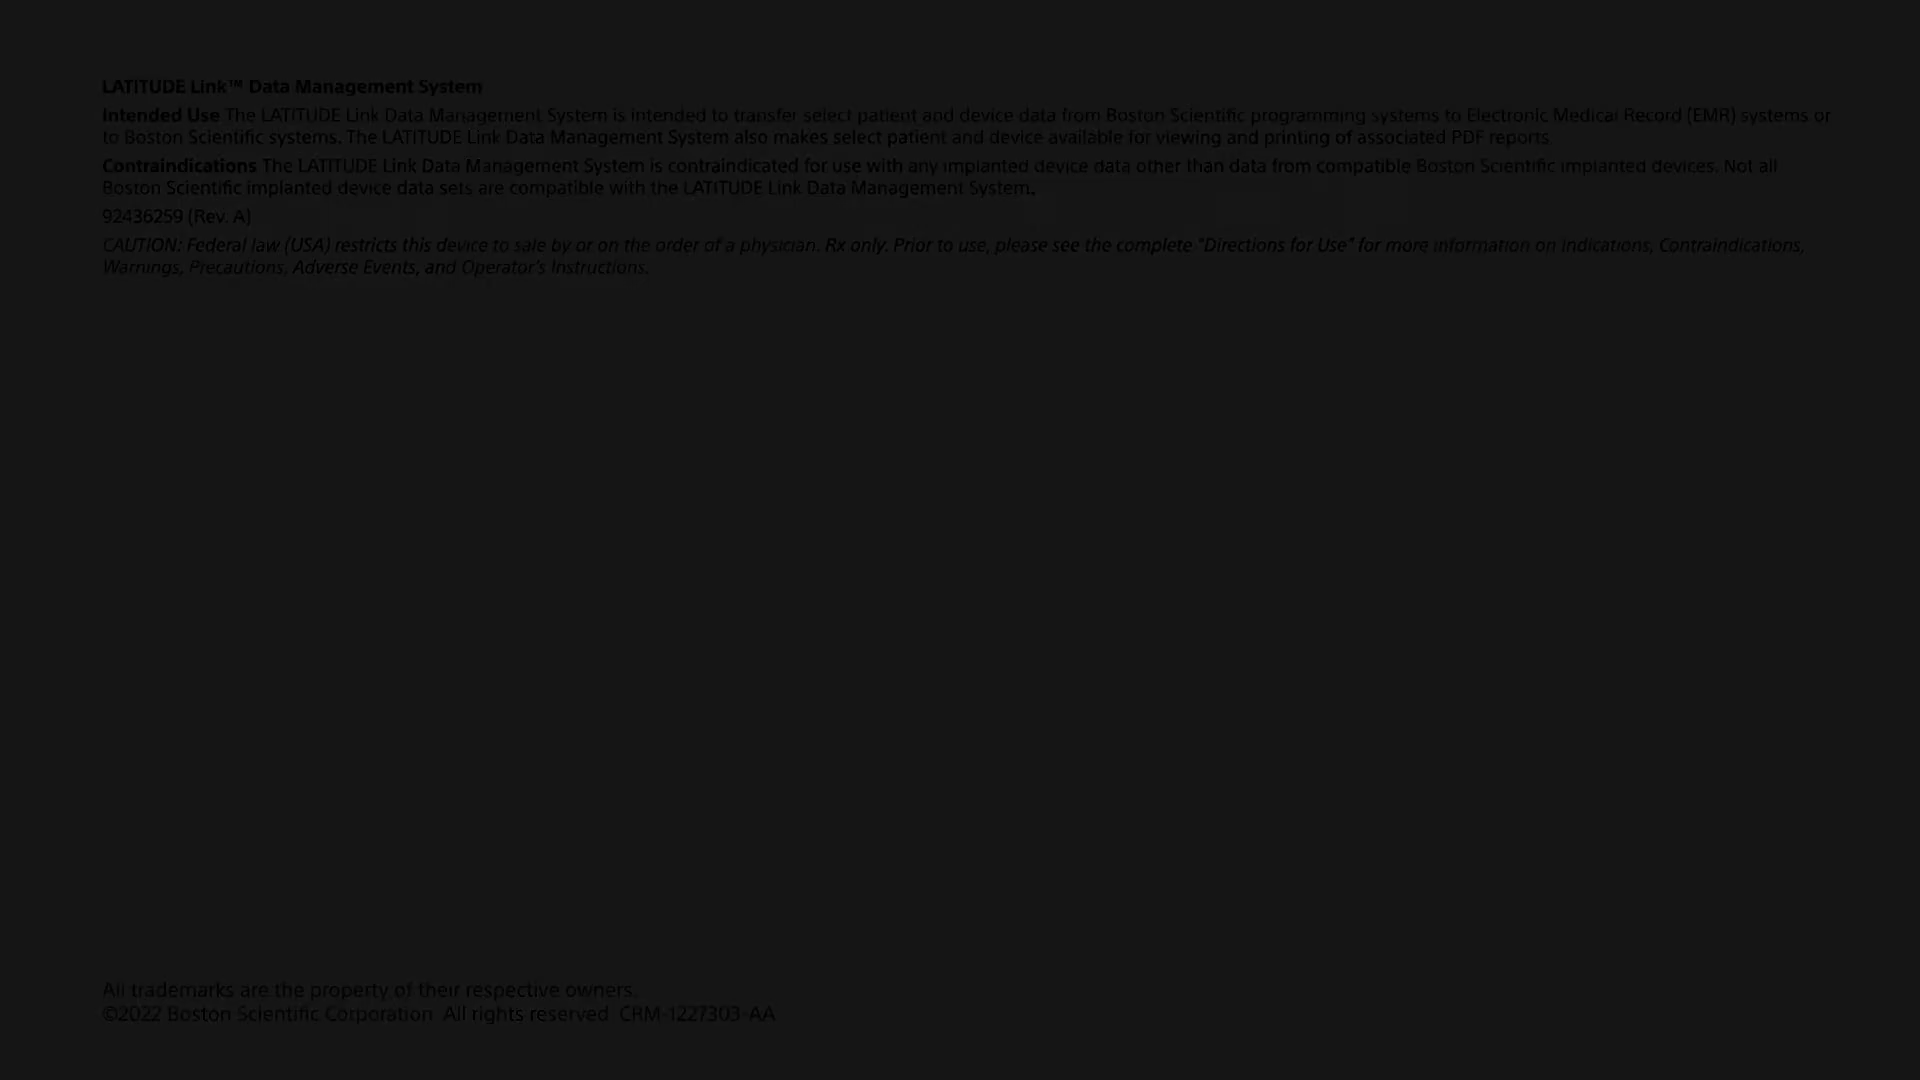 LATITUDE Link™ Data Management System
Intended Use The LATITUDE Link Data Management System is intended to transfer select patient and device data from Boston Scientific programming systems to Electronic Medical Record (EMR) systems or
to Boston Scientific systems. The LATITUDE Link Data Management System also makes select patient and device available for viewing and printing of associated PDF reports.
Contraindications The LATITUDE Link Data Management System is contraindicated for use with any implanted device data other than data from compatible Boston Scientific implanted devices. Not all
Boston Scientific implanted device data sets are compatible with the LATITUDE Link Data Management System.
92436259 (Rev. A)
CAUTION: Federal law (USA) restricts this device to sale by or on the order of a physician. Rx only. Prior to use, please see the complete "Directions for Use" for more information on Indications, Contraindications,
Warnings, Precautions, Adverse Events, and Operator's Instructions.
All trademarks are the property of their respective owners.
©2022 Boston Scientific Corporation. All rights reserved. CRM-1227303-AA